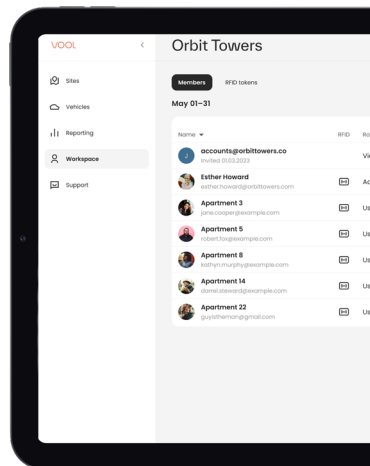 VOOL
Orbit Towers
Sites
Vehicles
Reporting
Workspace
Support
Members RFID tokens
May 01–31
Name RFID Ro
accounts@orbittowers.co
Invited 01.03.2023
Vi
Esther Howard
esther.howard@orbittowers.com
Ac
Apartment 3
jane.cooper@example.com
Us
Apartment 5
robert.fox@example.com
Us
Apartment 8
kathyn.murphy@example.com
Us
Apartment 14
darrel.steward@example.com
Us
Apartment 22
guyistheman@gmail.com
Us